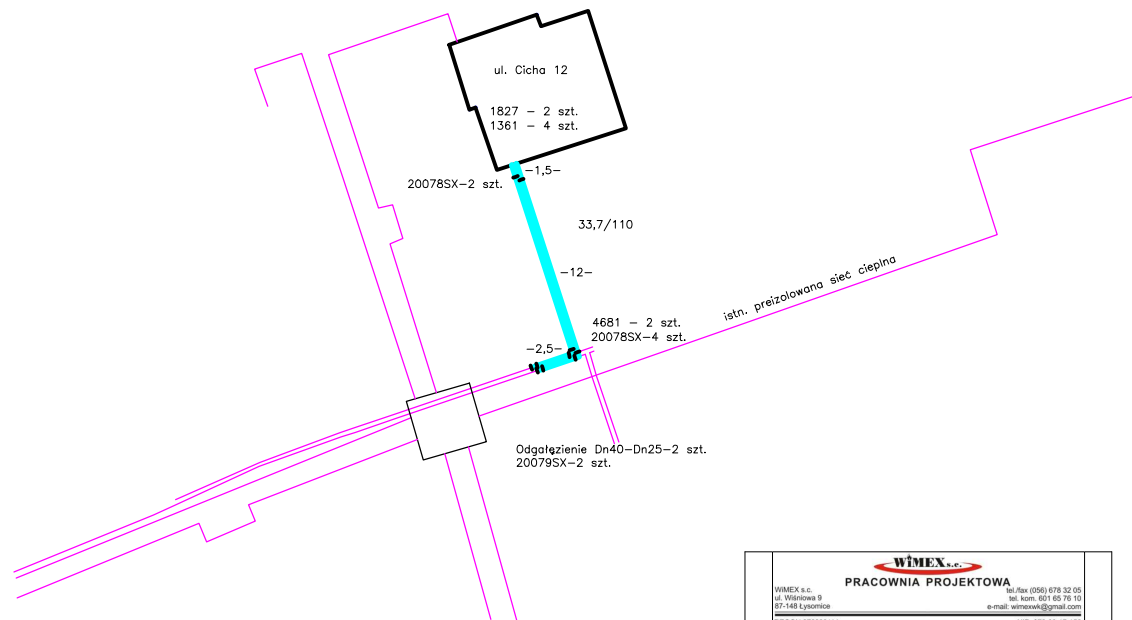 ul. Cicha 12
1827 – 2 szt.
1361 – 4 szt.
–1,5–
20078SX–2 szt.
33,7/110
–12–
istn. preizolowana sieć cieplna
4681 – 2 szt.
20078SX–4 szt.
–2,5–
Odgałęzienie Dn40–Dn25–2 szt.
20079SX–2 szt.
WiMEX s.c.
PRACOWNIA PROJEKTOWA
WiMEX s.c.
ul. Wiśniowa 9
87-148 Łysomice
tel./fax (056) 678 32 05
tel. kom. 601 65 76 10
e-mail: wimexwk@gmail.com